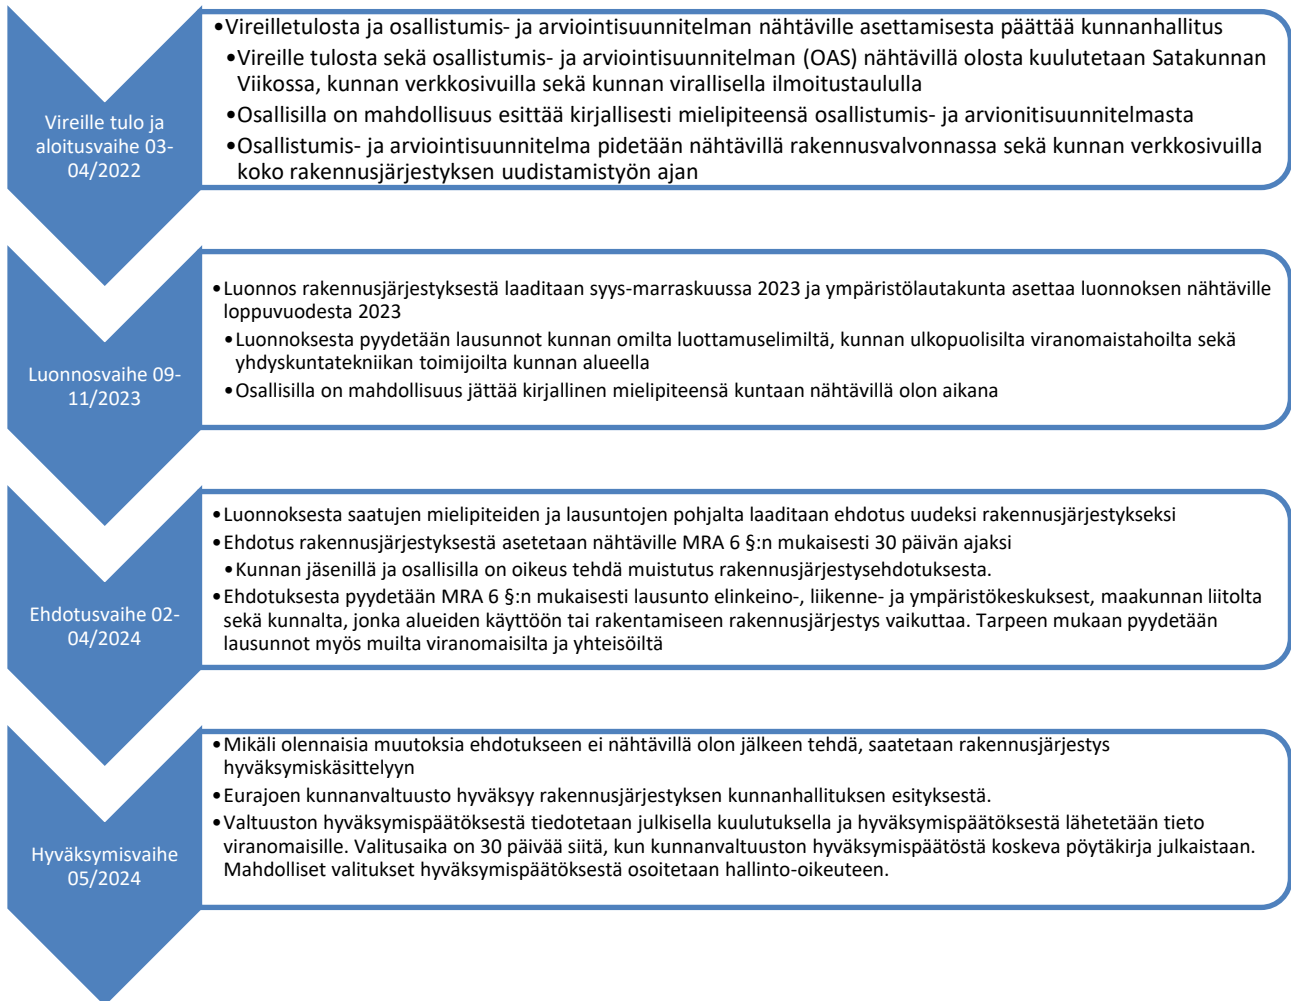 Vireille tulo ja
aloitusvaihe 03-
04/2022
•Vireilletulosta ja osallistumis- ja arviointisuunnitelman nähtäville asettamisesta päättää kunnanhallitus
•Vireille tulosta sekä osallistumis- ja arviointisuunnitelman (OAS) nähtävillä olosta kuulutetaan Satakunnan
Viikossa, kunnan verkkosivuilla sekä kunnan virallisella ilmoitustaululla
•Osallisilla on mahdollisuus esittää kirjallisesti mielipiteensä osallistumis- ja arvionitisuunnitelmasta
•Osallistumis- ja arviointisuunnitelma pidetään nähtävillä rakennusvalvonnassa sekä kunnan verkkosivuilla
koko rakennusjärjestyksen uudistamistyön ajan
Luonnosvaihe 09-
11/2023
•Luonnos rakennusjärjestyksestä laaditaan syys-marraskuussa 2023 ja ympäristölautakunta asettaa luonnoksen nähtäville
loppuvuodesta 2023
•Luonnoksesta pyydetään lausunnot kunnan omilta luottamuselimiltä, kunnan ulkopuolisilta viranomaistahoilta sekä
yhdyskuntatekniikan toimijoilta kunnan alueella
•Osallisilla on mahdollisuus jättää kirjallinen mielipiteensä kuntaan nähtävillä olon aikana
Ehdotusvaihe 02-
04/2024
•Luonnoksesta saatujen mielipiteiden ja lausuntojen pohjalta laaditaan ehdotus uudeksi rakennusjärjestykseksi
•Ehdotus rakennusjärjestyksestä asetetaan nähtäville MRA 6 §:n mukaisesti 30 päivän ajaksi
•Kunnan jäsenillä ja osallisilla on oikeus tehdä muistutus rakennusjärjestysehdotuksesta.
•Ehdotuksesta pyydetään MRA 6 §:n mukaisesti lausunto elinkeino-, liikenne- ja ympäristökeskuksest, maakunnan liitolta
sekä kunnalta, jonka alueiden käyttöön tai rakentamiseen rakennusjärjestys vaikuttaa. Tarpeen mukaan pyydetään
lausunnot myös muilta viranomaisilta ja yhteisöiltä
Hyväksymisvaihe
05/2024
•Mikäli olennaisia muutoksia ehdotukseen ei nähtävillä olon jälkeen tehdä, saatetaan rakennusjärjestys
hyväksymiskäsittelyyn
•Eurajoen kunnanvaltuusto hyväksyy rakennusjärjestyksen kunnanhallituksen esityksestä.
•Valtuuston hyväksymispäätöksestä tiedotetaan julkisella kuulutuksella ja hyväksymispäätöksestä lähetetään tieto
viranomaisille. Valitusaika on 30 päivää siitä, kun kunnanvaltuuston hyväksymispäätöstä koskeva pöytäkirja julkaistaan.
Mahdolliset valitukset hyväksymispäätöksestä osoitetaan hallinto-oikeuteen.